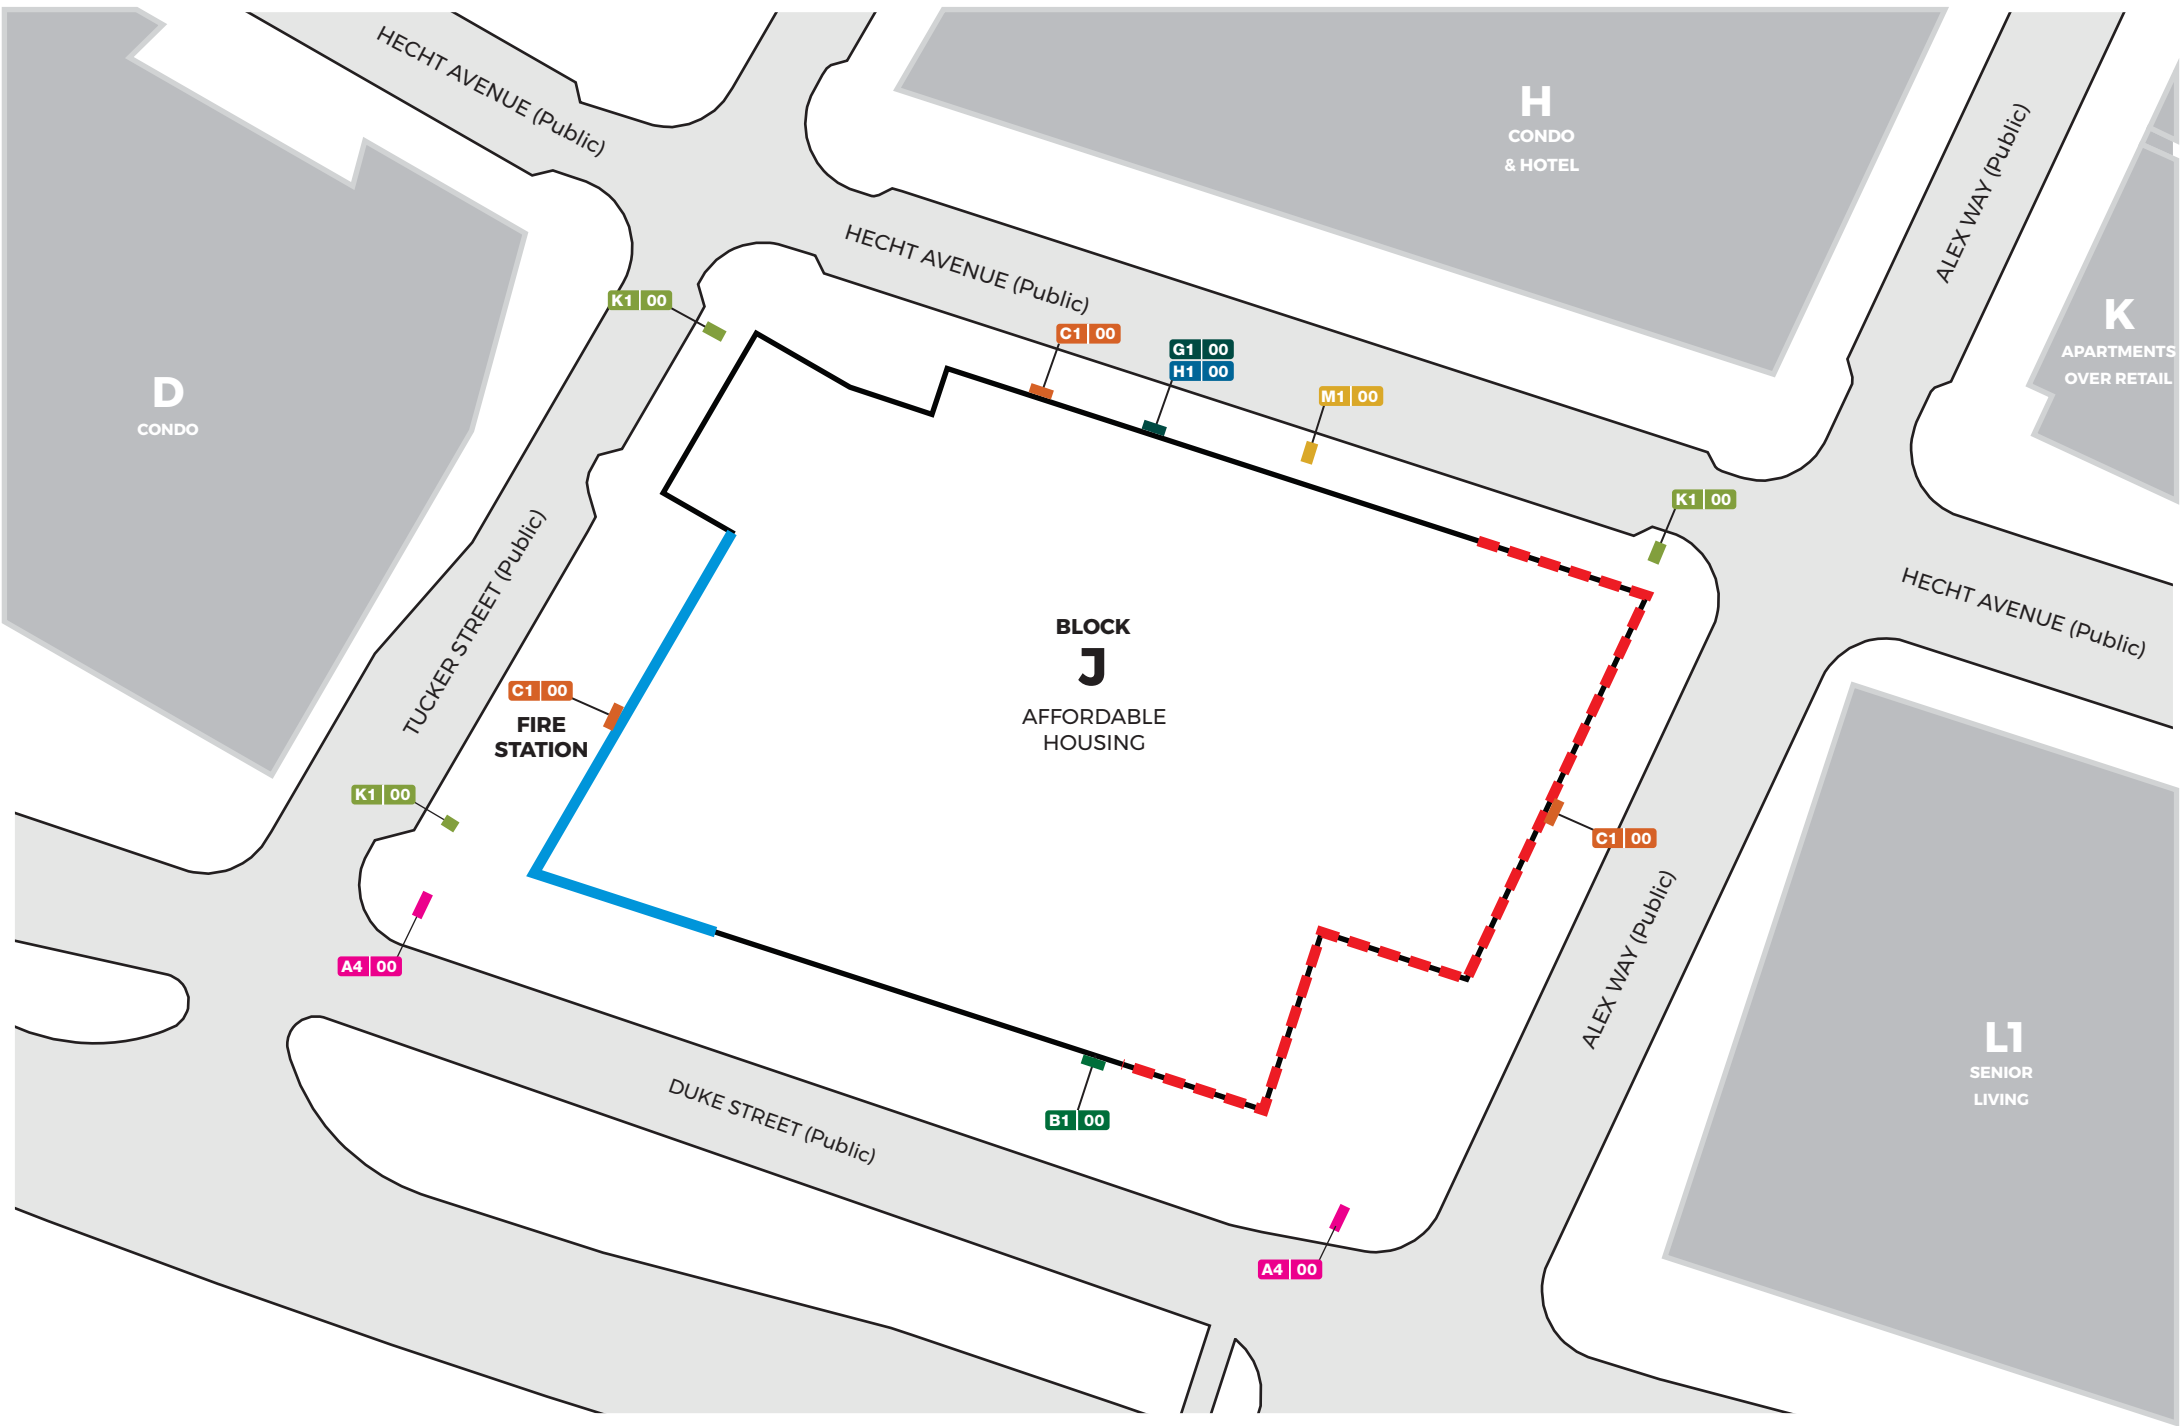 HECHT AVENUE (Public)
H
CONDO
& HOTEL
ALEX WAY (Public)
HECHT AVENUE (Public)
K1 00
C1 00
G1 00
H1 00
M1 00
K
APARTMENTS
OVER RETAIL
D
CONDO
K1 00
HECHT AVENUE (Public)
TUCKER STREET (Public)
BLOCK
J
AFFORDABLE
HOUSING
C1 00
FIRE
STATION
K1 00
C1 00
A4 00
ALEX WAY (Public)
L1
SENIOR
LIVING
DUKE STREET (Public)
B1 00
A4 00